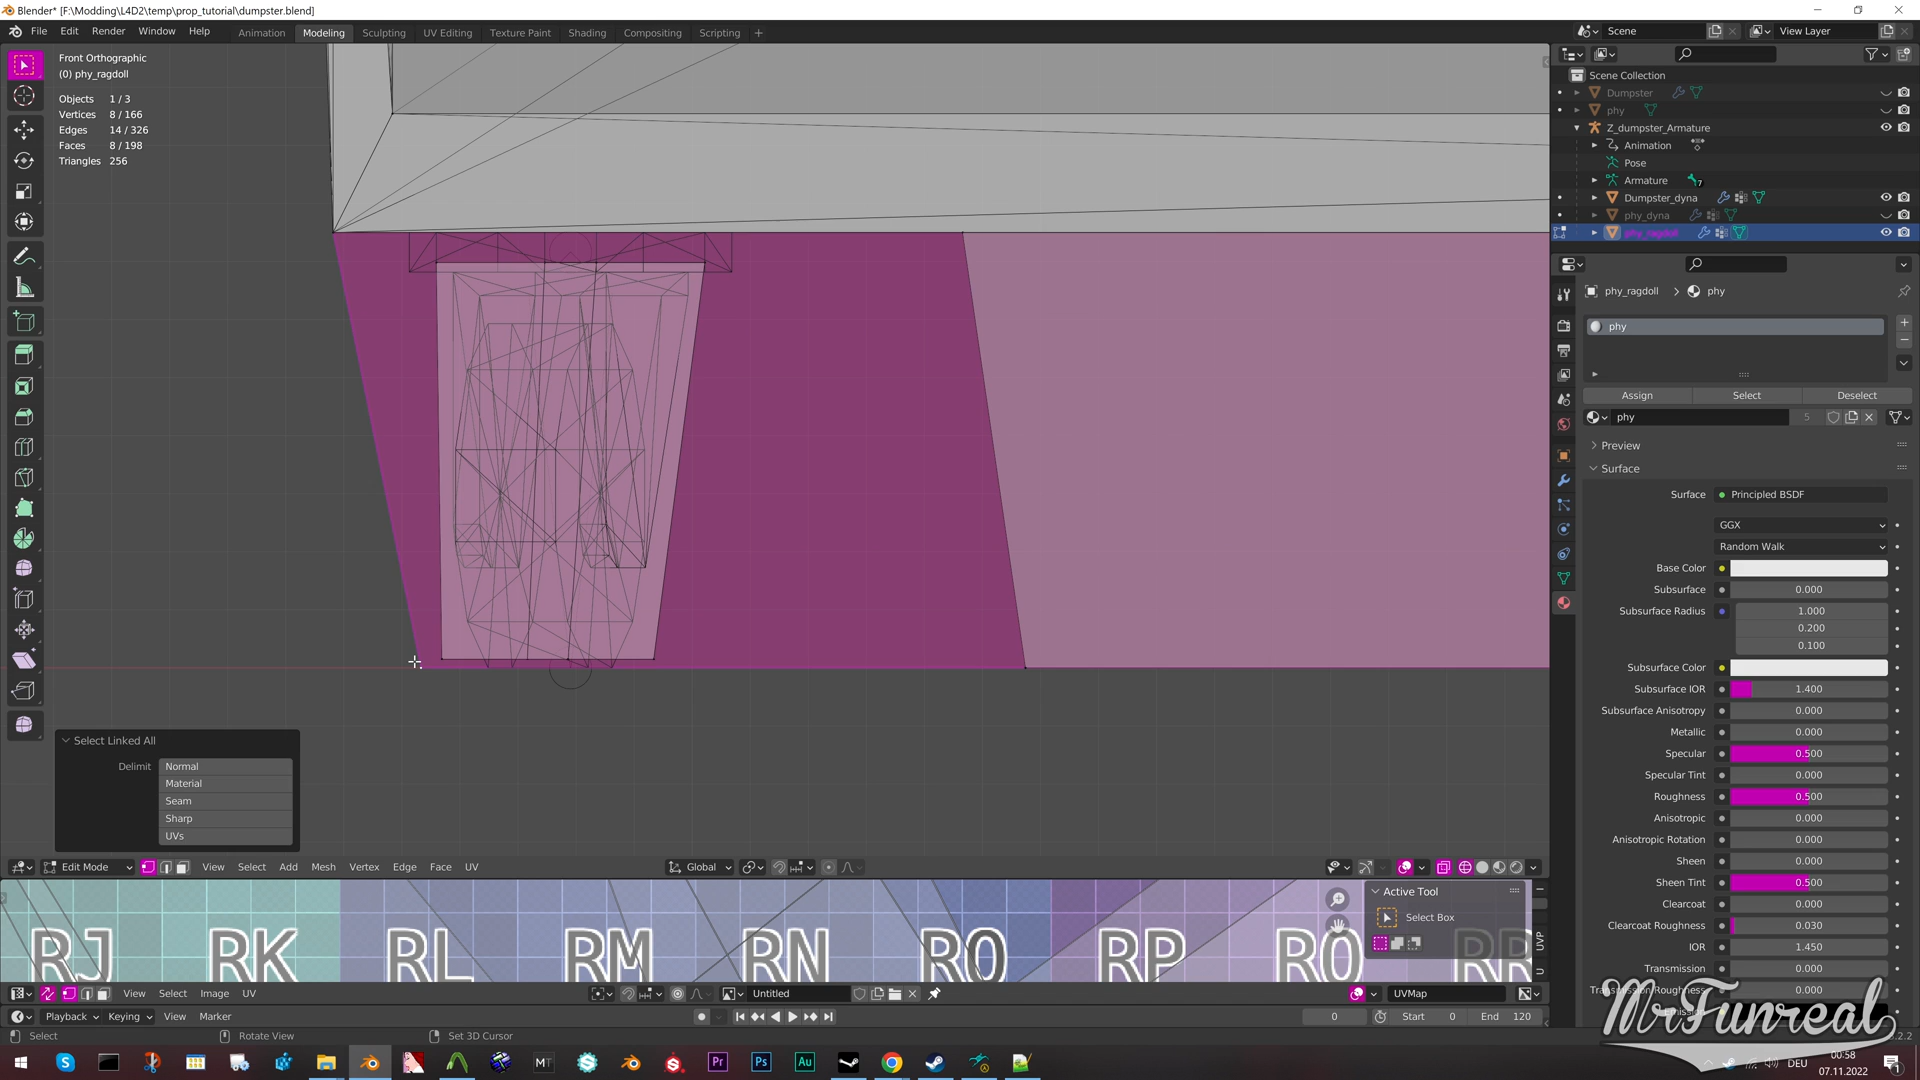 Blender* [F:\Modding\L4D2\temp\prop_tutorial\dumpster.blend]
File Edit Render Window Help
Animation Modeling Sculpting UV Editing Texture Paint Shading Compositing Scripting +
Scene
View Layer
Front Orthographic
(0) phy_ragdoll
Objects 1 / 3
Vertices 8 / 166
Edges 14 / 326
Faces 8 / 198
Triangles 256
Scene Collection
Dumpster
phy
Z_dumpster_Armature
Animation
Pose
Armature 7
Dumpster_dyna
phy_dyna
phy_ragdoll
phy_ragdoll > phy
phy
Assign Select Deselect
phy 5
Preview
Surface
Surface Principled BSDF
GGX
Random Walk
Base Color
Subsurface 0.000
Subsurface Radius 1.000
0.200
0.100
Subsurface Color
Subsurface IOR 1.400
Subsurface Anisotropy 0.000
Metallic 0.000
Specular 0.500
Specular Tint 0.000
Roughness 0.500
Anisotropic 0.000
Anisotropic Rotation 0.000
Sheen 0.000
Sheen Tint 0.500
Clearcoat 0.000
Clearcoat Roughness 0.030
IOR 1.450
Transmission 0.000
Transmission Roughness 0.000
Select Linked All
Delimit Normal
Material
Seam
Sharp
UVs
Edit Mode View Select Add Mesh Vertex Edge Face UV
Global
Active Tool
Select Box
UVP
RJ RK RL RM RN RO RP RQ RR
View Select Image UV
Untitled
UVMap
Playback Keying View Marker
0 Start 0 End 120
Select Rotate View Set 3D Cursor
MrFunreal
DEU
00:58
07.11.2022